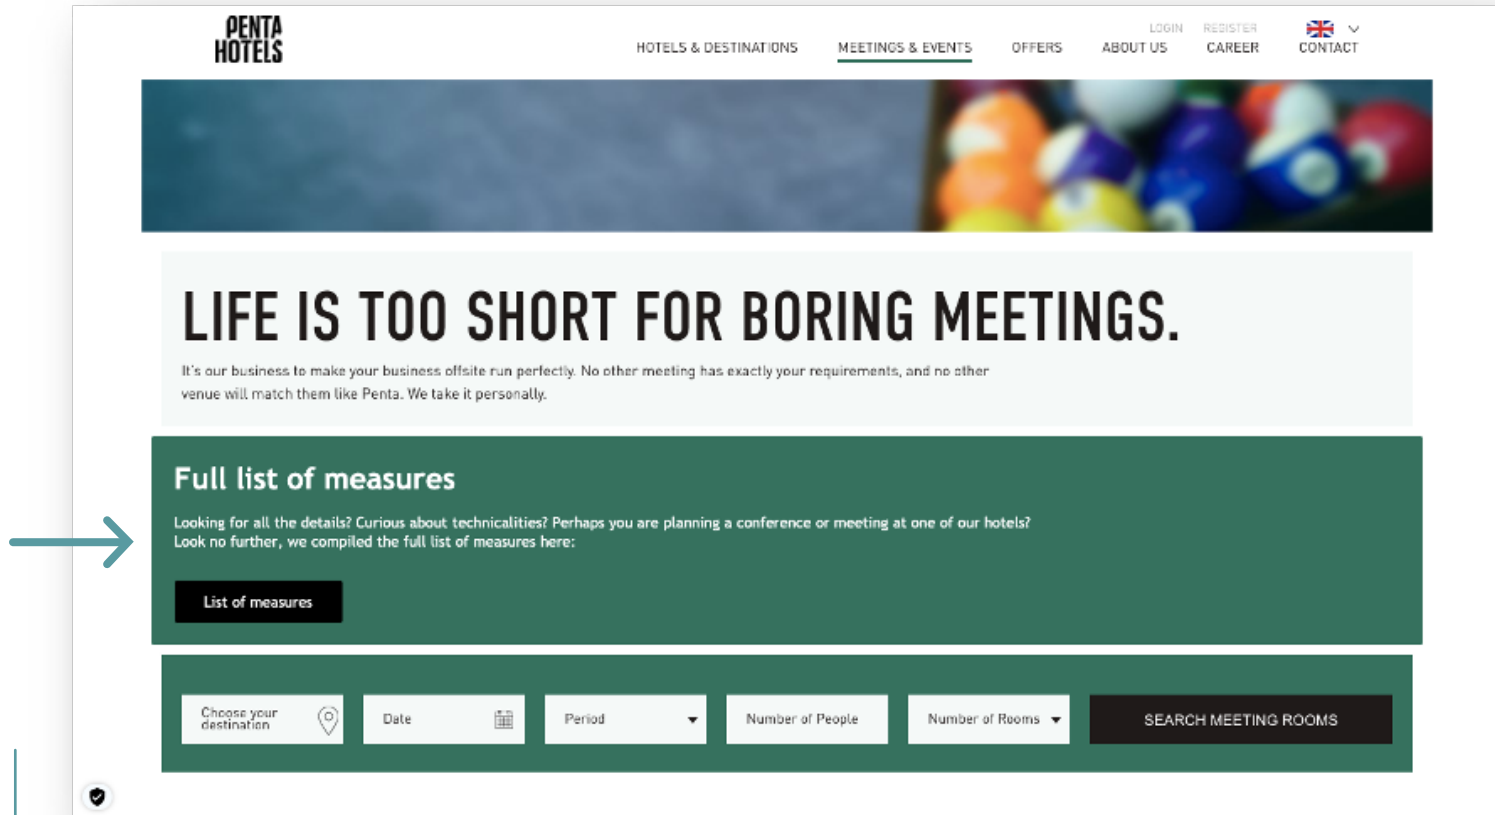 PENTA
HOTELS
LOGIN REGISTER
HOTELS & DESTINATIONS MEETINGS & EVENTS OFFERS ABOUT US CAREER CONTACT
LIFE IS TOO SHORT FOR BORING MEETINGS.
It's our business to make your business offsite run perfectly. No other meeting has exactly your requirements, and no other
venue will match them like Penta. We take it personally.
Full list of measures
Looking for all the details? Curious about technicalities? Perhaps you are planning a conference or meeting at one of our hotels?
Look no further, we compiled the full list of measures here:
List of measures
Choose your
destination
Date
Period
Number of People
Number of Rooms
SEARCH MEETING ROOMS